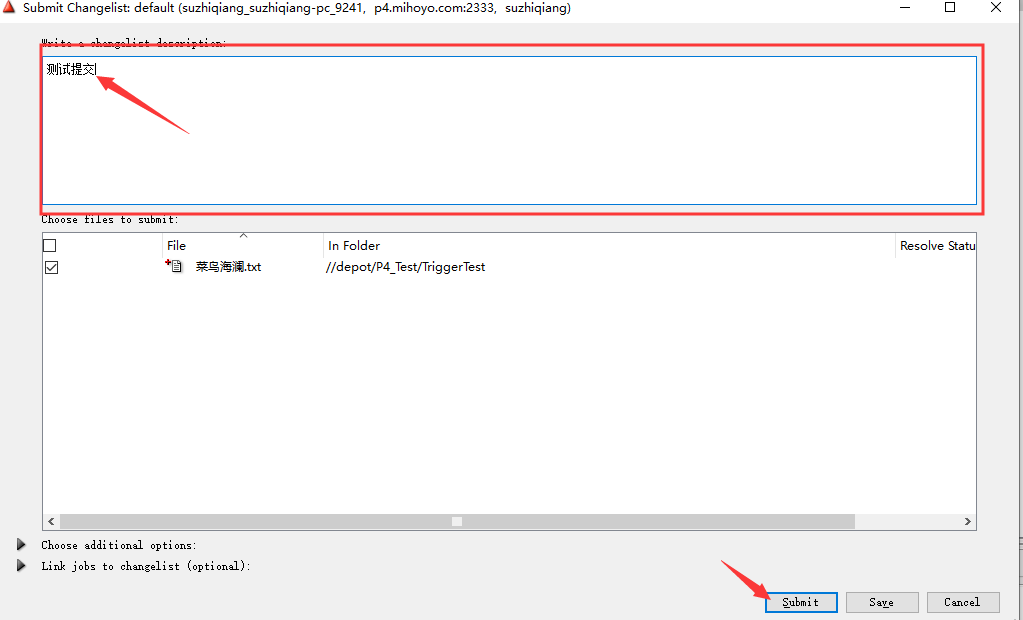 Submit Changelist: default (suzhiqiang_suzhiqiang-pc_9241, p4.mihoyo.com:2333, suzhiqiang)
Write a changelist description:
测试提交
Choose files to submit:
File In Folder Resolve Statu
菜鸟海澜.txt //depot/P4_Test/TriggerTest
Choose additional options:
Link jobs to changelist (optional):
Submit Save Cancel